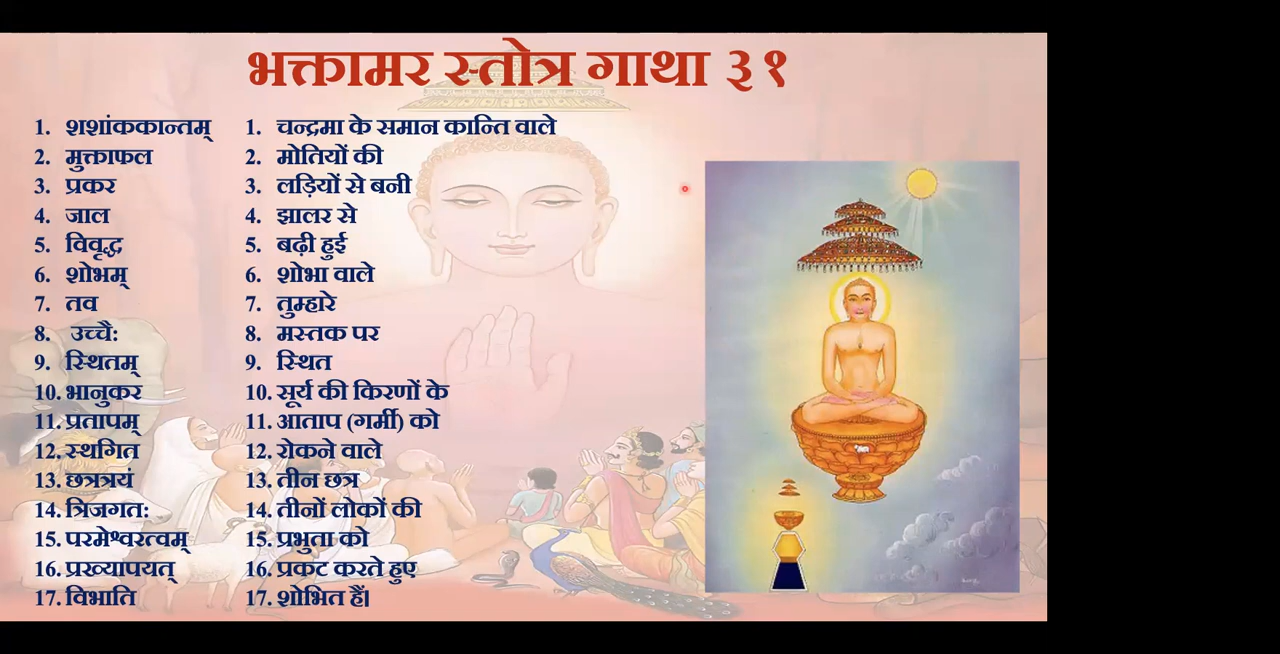 भक्तामर स्तोत्र गाथा ३१
1. शशांककान्तम् 1. चन्द्रमा के समान कान्ति वाले
2. मुक्ताफल 2. मोतियों की
3. प्रकर 3. लड़ियों से बनी
4. जाल 4. झालर से
5. विवृद्ध 5. बढ़ी हुई
6. शोभम् 6. शोभा वाले
7. तव 7. तुम्हारे
8. उच्चैः 8. मस्तक पर
9. स्थितम् 9. स्थित
10. भानुकर 10. सूर्य की किरणों के
11. प्रतापम् 11. आताप (गर्मी) को
12. स्थगित 12. रोकने वाले
13. छत्रत्रयं 13. तीन छत्र
14. त्रिजगतः 14. तीनों लोकों की
15. परमेश्वरत्वम् 15. प्रभुता को
16. प्रख्यापयत् 16. प्रकट करते हुए
17. विभाति 17. शोभित हैं।